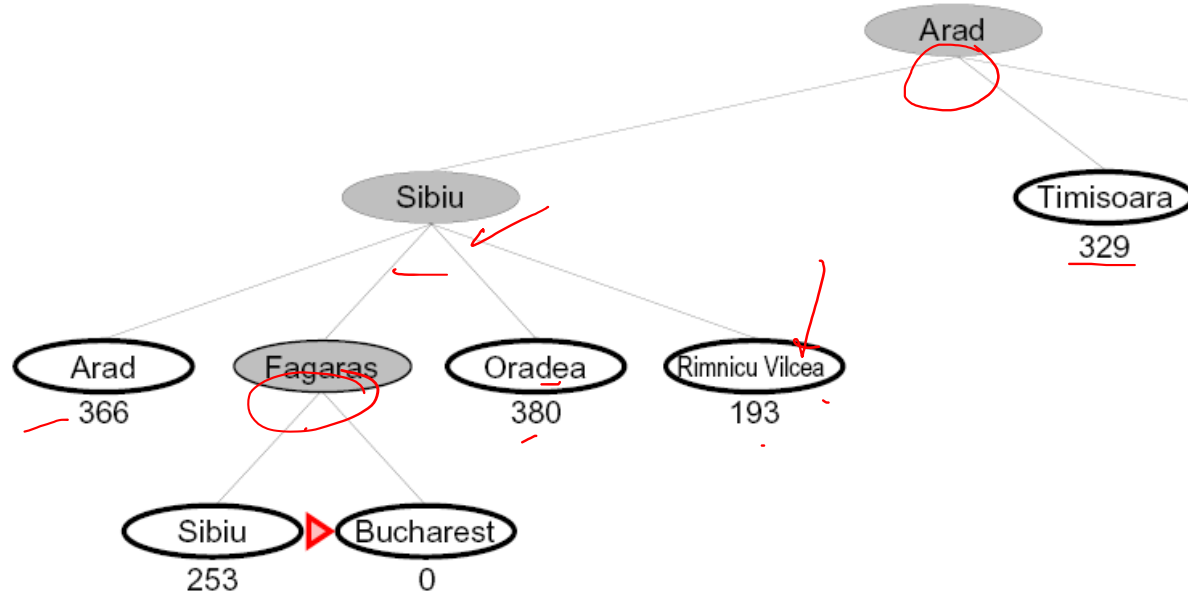 Arad
Sibiu
Timisoara
329
Arad
Fagaras
Oradea
Rimnicu Vilcea
366
380
193
Sibiu
Bucharest
253
0